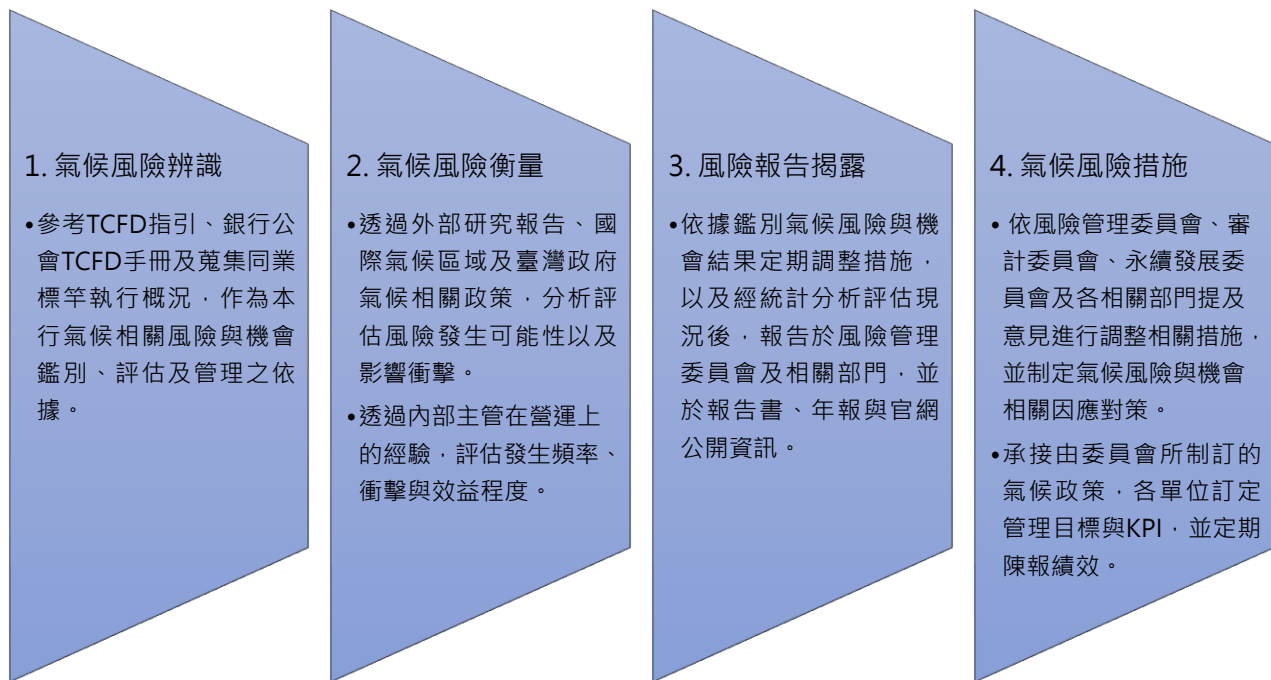 1. 氣候風險辨識
•參考TCFD指引、銀行公
會TCFD手冊及蒐集同業
標竿執行概況，作為本
行氣候相關風險與機會
鑑別、評估及管理之依
據。
2. 氣候風險衡量
•透過外部研究報告、國
際氣候區域及臺灣政府
氣候相關政策，分析評
估風險發生可能性以及
影響衝擊。
•透過內部主管在營運上
的經驗，評估發生頻率、
衝擊與效益程度。
3. 風險報告揭露
•依據鑑別氣候風險與機
會結果定期調整措施，
以及經統計分析評估現
況後，報告於風險管理
委員會及相關部門，並
於報告書、年報與官網
公開資訊。
4. 氣候風險措施
• 依風險管理委員會、審
計委員會、永續發展委
員會及各相關部門提及
意見進行調整相關措施，
並制定氣候風險與機會
相關因應對策。
•承接由委員會所制訂的
氣候政策，各單位訂定
管理目標與KPI，並定期
陳報績效。